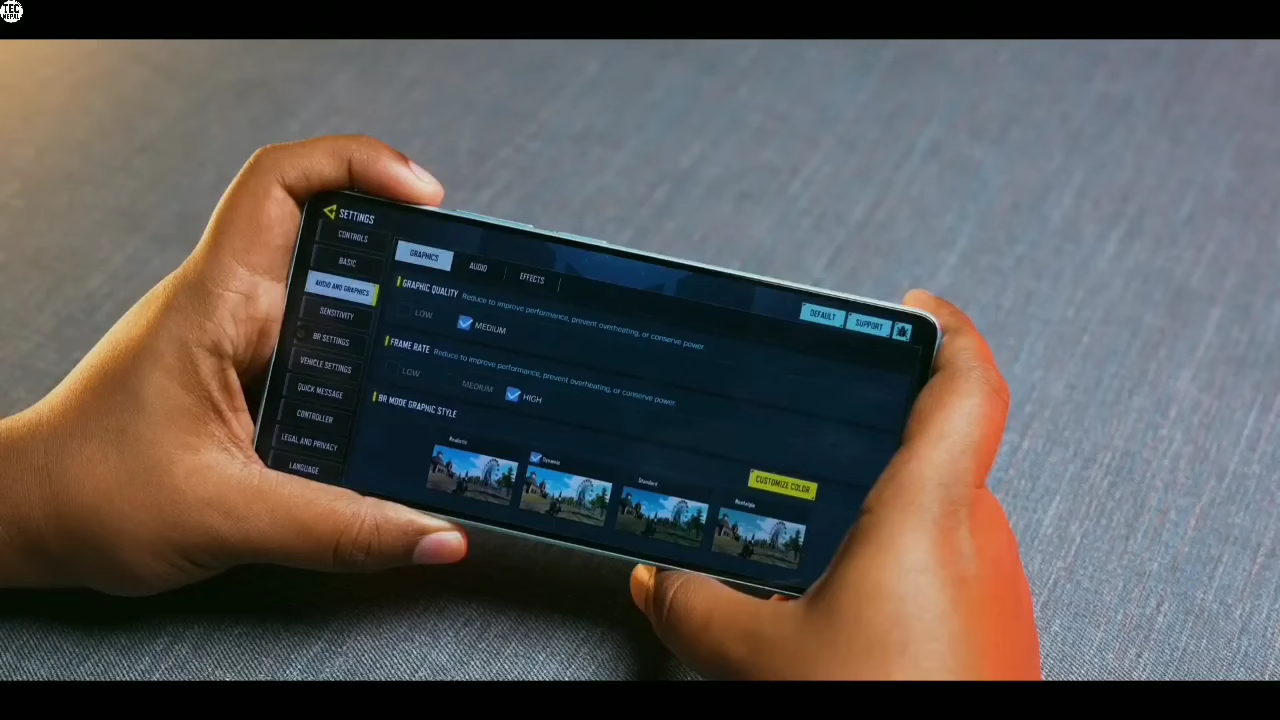 TEC
NEPAL
SETTINGS
CONTROLS
BASIC
AUDIO AND GRAPHICS
SENSITIVITY
BR SETTINGS
VEHICLE SETTINGS
QUICK MESSAGE
CONTROLLER
LEGAL AND PRIVACY
LANGUAGE
GRAPHICS AUDIO EFFECTS
DEFAULT SUPPORT
GRAPHIC QUALITY Reduce to improve performance, prevent overheating, or conserve power.
LOW MEDIUM
FRAME RATE Reduce to improve performance, prevent overheating, or conserve power.
LOW MEDIUM HIGH
BR MODE GRAPHIC STYLE
CUSTOMIZE COLOR
Realistic Dynamic Standard Nostalgic